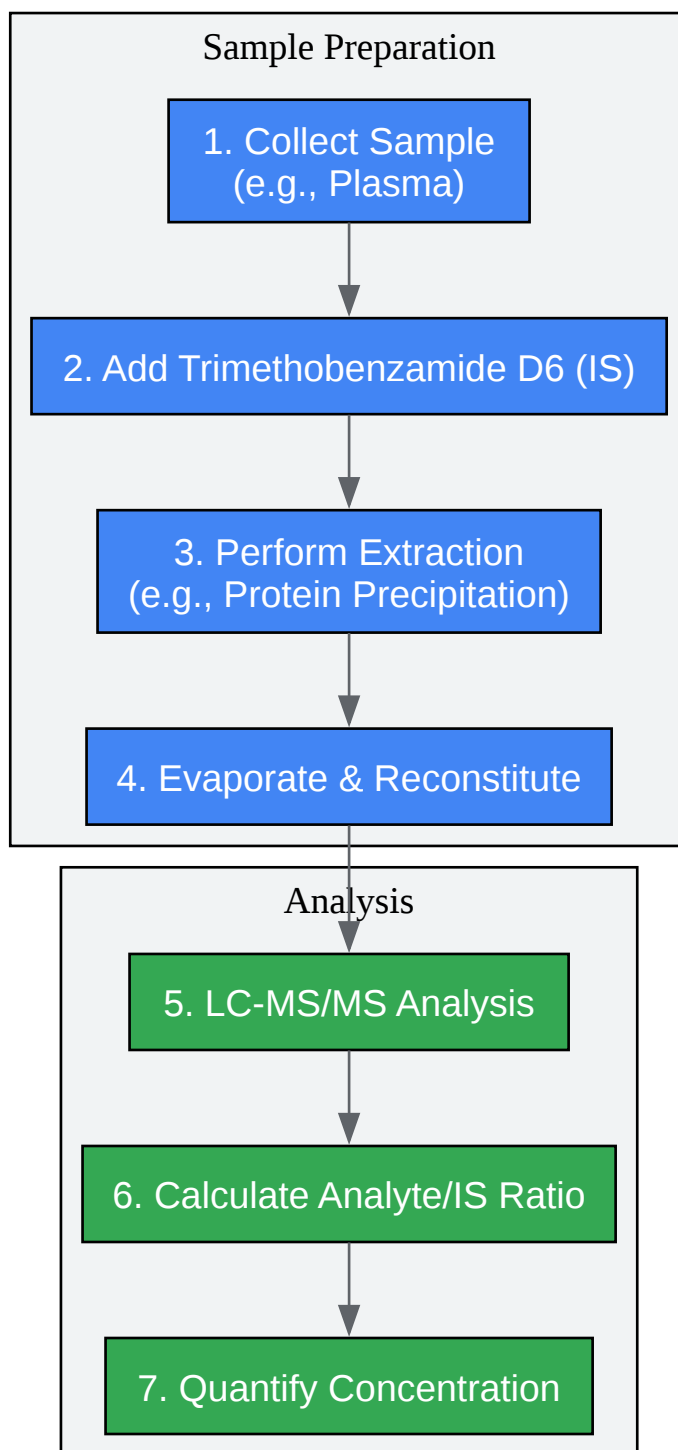 Sample Preparation
1. Collect Sample
(e.g., Plasma)
2. Add Trimethobenzamide D6 (IS)
3. Perform Extraction
(e.g., Protein Precipitation)
4. Evaporate & Reconstitute
Analysis
5. LC-MS/MS Analysis
6. Calculate Analyte/IS Ratio
7. Quantify Concentration